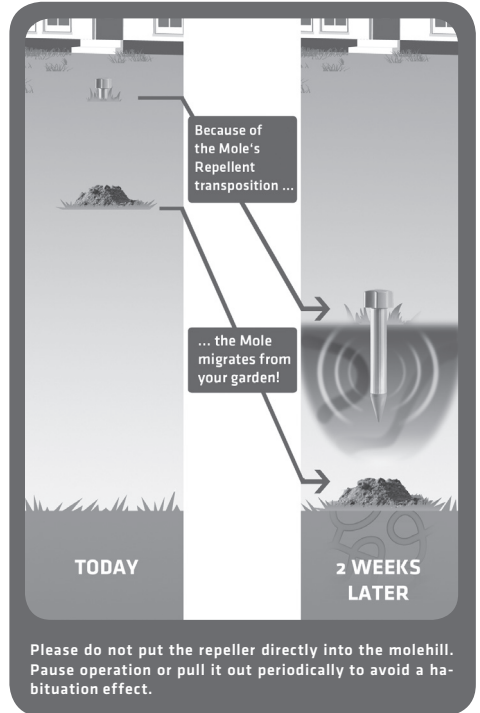 Because of
the Mole's
Repellent
transposition ...
... the Mole
migrates from
your garden!
TODAY
2 WEEKS
LATER
Please do not put the repeller directly into the molehill.
Pause operation or pull it out periodically to avoid a ha-
bituation effect.